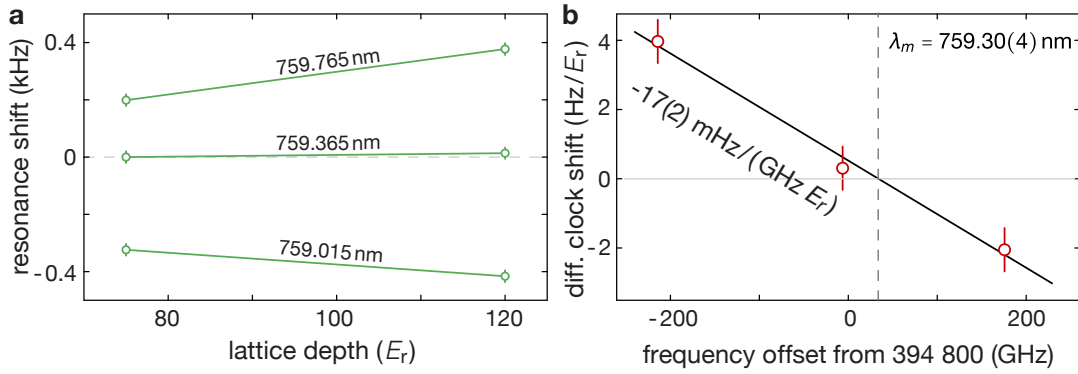 a
resonance shift (kHz)
0.4
0
-0.4
759.765 nm
759.365 nm
759.015 nm
80
100
120
lattice depth (Er)
b
diff. clock shift (Hz/Er)
4
2
0
-2
λm = 759.30(4) nm
-17(2) mHz/(GHz Er)
-200
0
200
frequency offset from 394 800 (GHz)